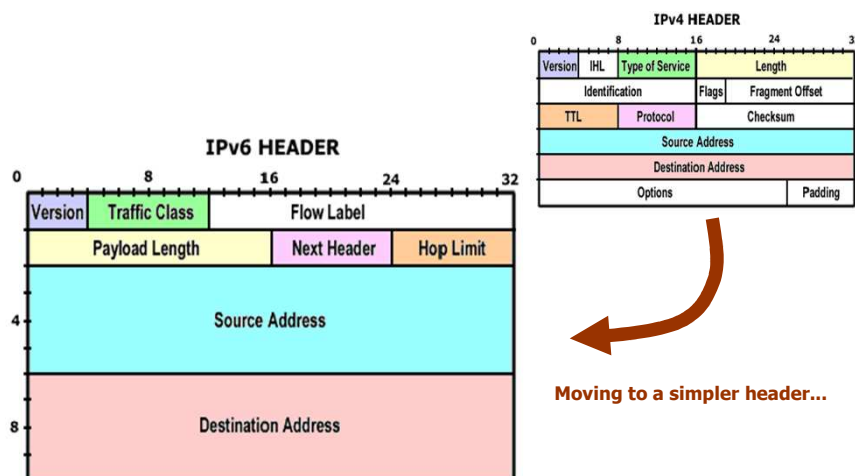 IPv4 HEADER
0 8 16 24 3
Version IHL Type of Service Length
Identification Flags Fragment Offset
TTL Protocol Checksum
Source Address
Destination Address
Options Padding
IPv6 HEADER
0 8 16 24 32
Version Traffic Class Flow Label
Payload Length Next Header Hop Limit
4 Source Address
Moving to a simpler header...
8 Destination Address